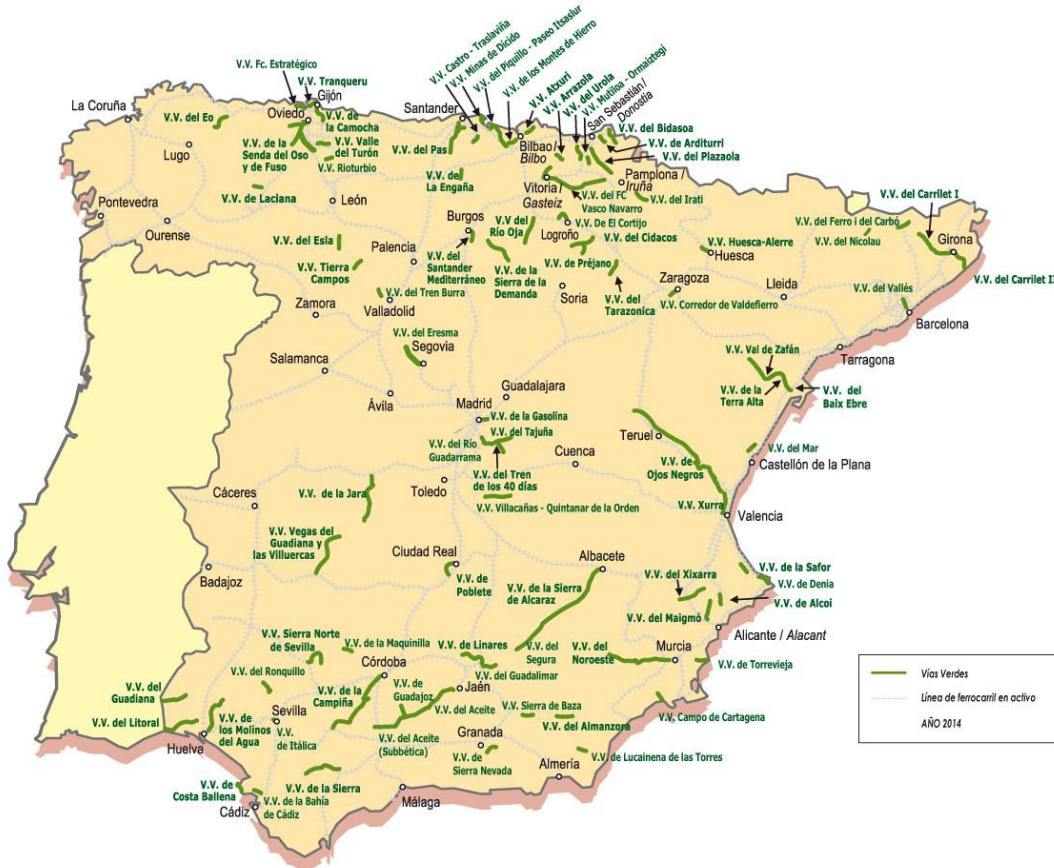 V.V. Castro - Traslaviña
V.V. Minas de Dícido
V.V. del Piquillo - Paseo Itsaslur
V.V. de los Montes de Hierro
V.V. Atxuri
V.V. Arrazola
V.V. del Urola
V.V. Mutiloa - Ormaiztegi
San Sebastián /
Donostia
V.V. Fc. Estratégico
V.V. Tranqueru
Gijón
La Coruña
V.V. del Eo
Oviedo
V.V. de
la Camocha
Santander
Lugo
V.V. de la
Senda del Oso
y de Fuso
V.V. Valle
del Turón
V.V. Rioturbio
V.V. del Pas
Bilbao /
Bilbo
V.V. del Bidasoa
V.V. de Arditurri
V.V. del Plazaola
V.V. de Laciana
León
V.V. de
La Engaña
Vitoria /
Gasteiz
Pamplona /
Iruña
V.V. del FC
Vasco Navarro
V.V. del Irati
V.V. del Carrilet I
Pontevedra
Ourense
Burgos
V.V del
Río Oja
Logroño
V.V. De El Cortijo
V.V. del Cidacos
V.V. del Ferro i del Carbó
V.V. del Nicolau
Girona
V.V. del Esla
Palencia
V.V. Huesca-Alerre
Huesca
V.V. Tierra
Campos
V.V. del
Santander
Mediterráneo
V.V. de la
Sierra de la
Demanda
V.V. de Préjano
V.V. del Carrilet II
Zamora
V.V. del Tren Burra
Valladolid
Soria
V.V. del
Tarazonica
Zaragoza
V.V. Corredor de Valdefierro
Lleida
V.V. del Vallés
Barcelona
V.V. del Eresma
Segovia
Salamanca
Tarragona
V.V. Val de Zafán
V.V. de la
Terra Alta
V.V. del
Baix Ebre
Ávila
Guadalajara
Madrid
V.V. de la Gasolina
V.V. del Tajuña
V.V. del Río
Guadarrama
Teruel
V.V. del Mar
Castellón de la Plana
Cuenca
V.V. de
Ojos Negros
V.V. del Tren
de los 40 días
Toledo
Cáceres
V.V. de la Jara
V.V. Villacañas - Quintanar de la Orden
V.V. Xurra
Valencia
V.V. Vegas del
Guadiana y
las Villuercas
Badajoz
Ciudad Real
V.V. de
Poblete
Albacete
V.V. de la Sierra
de Alcaraz
V.V. de la Safor
V.V. de Denia
V.V. del Xixarra
V.V. de Alcoi
V.V. del Maigmó
Alicante / Alacant
V.V. Sierra Norte
de Sevilla
V.V. de la Maquinilla
V.V. de Linares
V.V. del
Segura
V.V. del
Noroeste
Murcia
V.V. de Torrevieja
V.V. del Ronquillo
Córdoba
V.V. del Guadalimar
V.V. del
Guadiana
V.V. de la
Campiña
V.V. de
Guadajoz
Jaén
V.V. del Litoral
V.V. de
los Molinos
del Agua
Huelva
Sevilla
V.V.
de Itálica
V.V. del Aceite
V.V. del Aceite
(Subbética)
V.V. Sierra de Baza
V.V. del Almanzora
V.V. Campo de Cartagena
Granada
V.V. de
Sierra Nevada
V.V. de Lucainena de las Torres
Almería
V.V. de
Costa Ballena
Cádiz
V.V. de la Bahía
de Cádiz
V.V. de la Sierra
Málaga
Vías Verdes
Línea de ferrocarril en activo
AÑO 2014